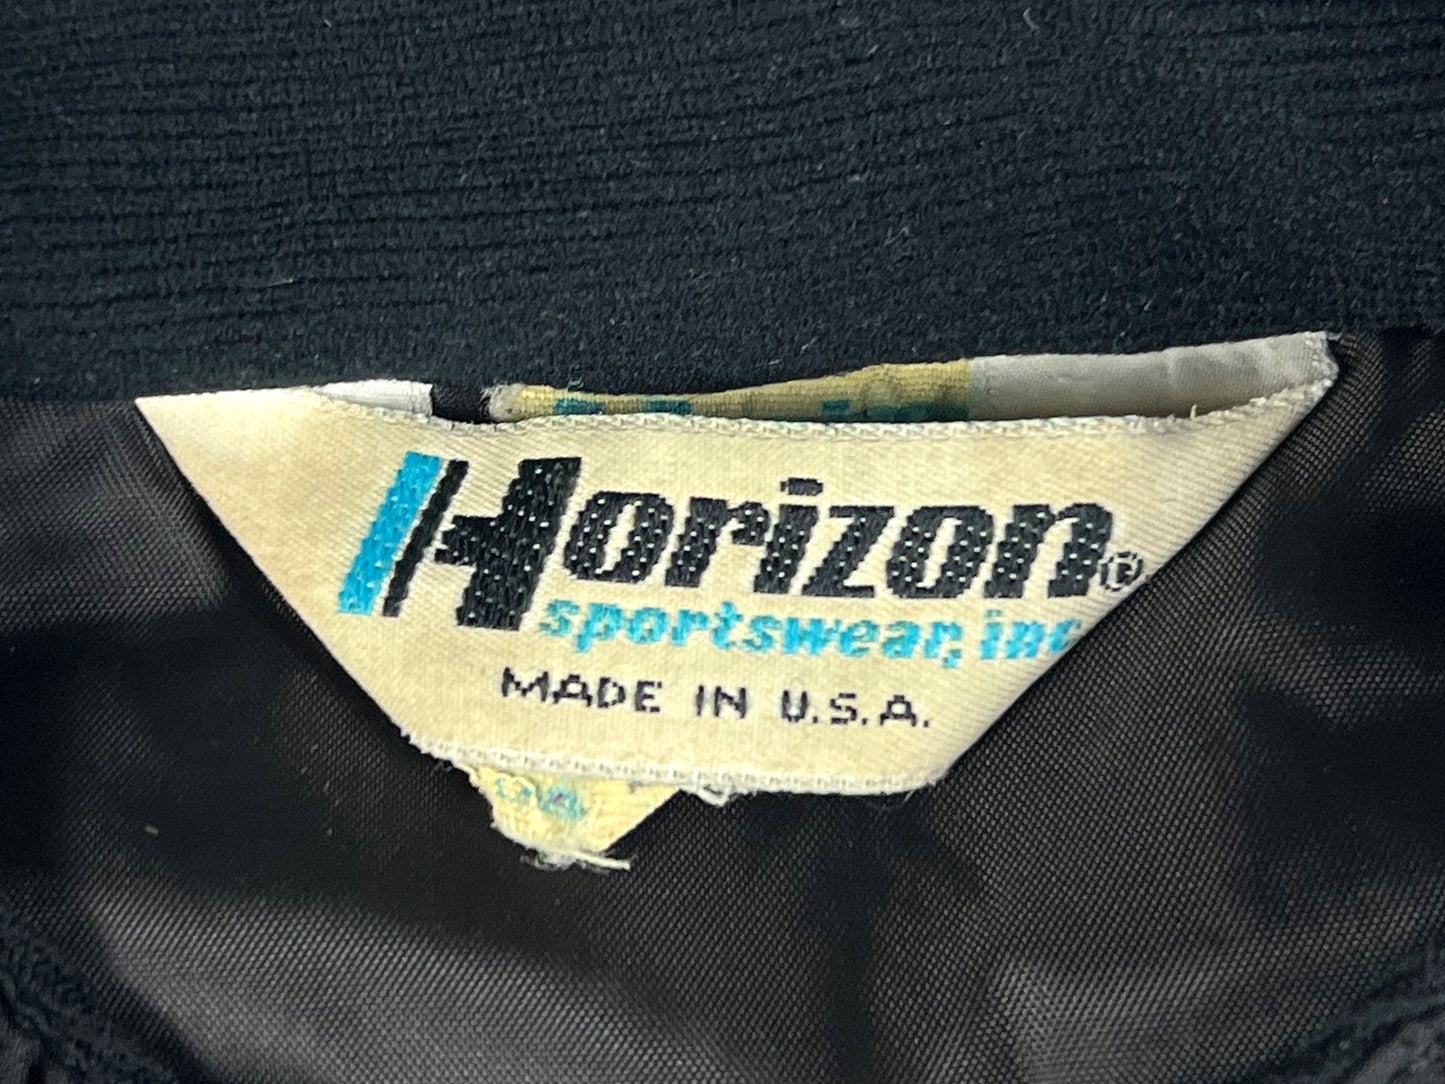 Horizon®
sportswear, inc
MADE IN U.S.A.